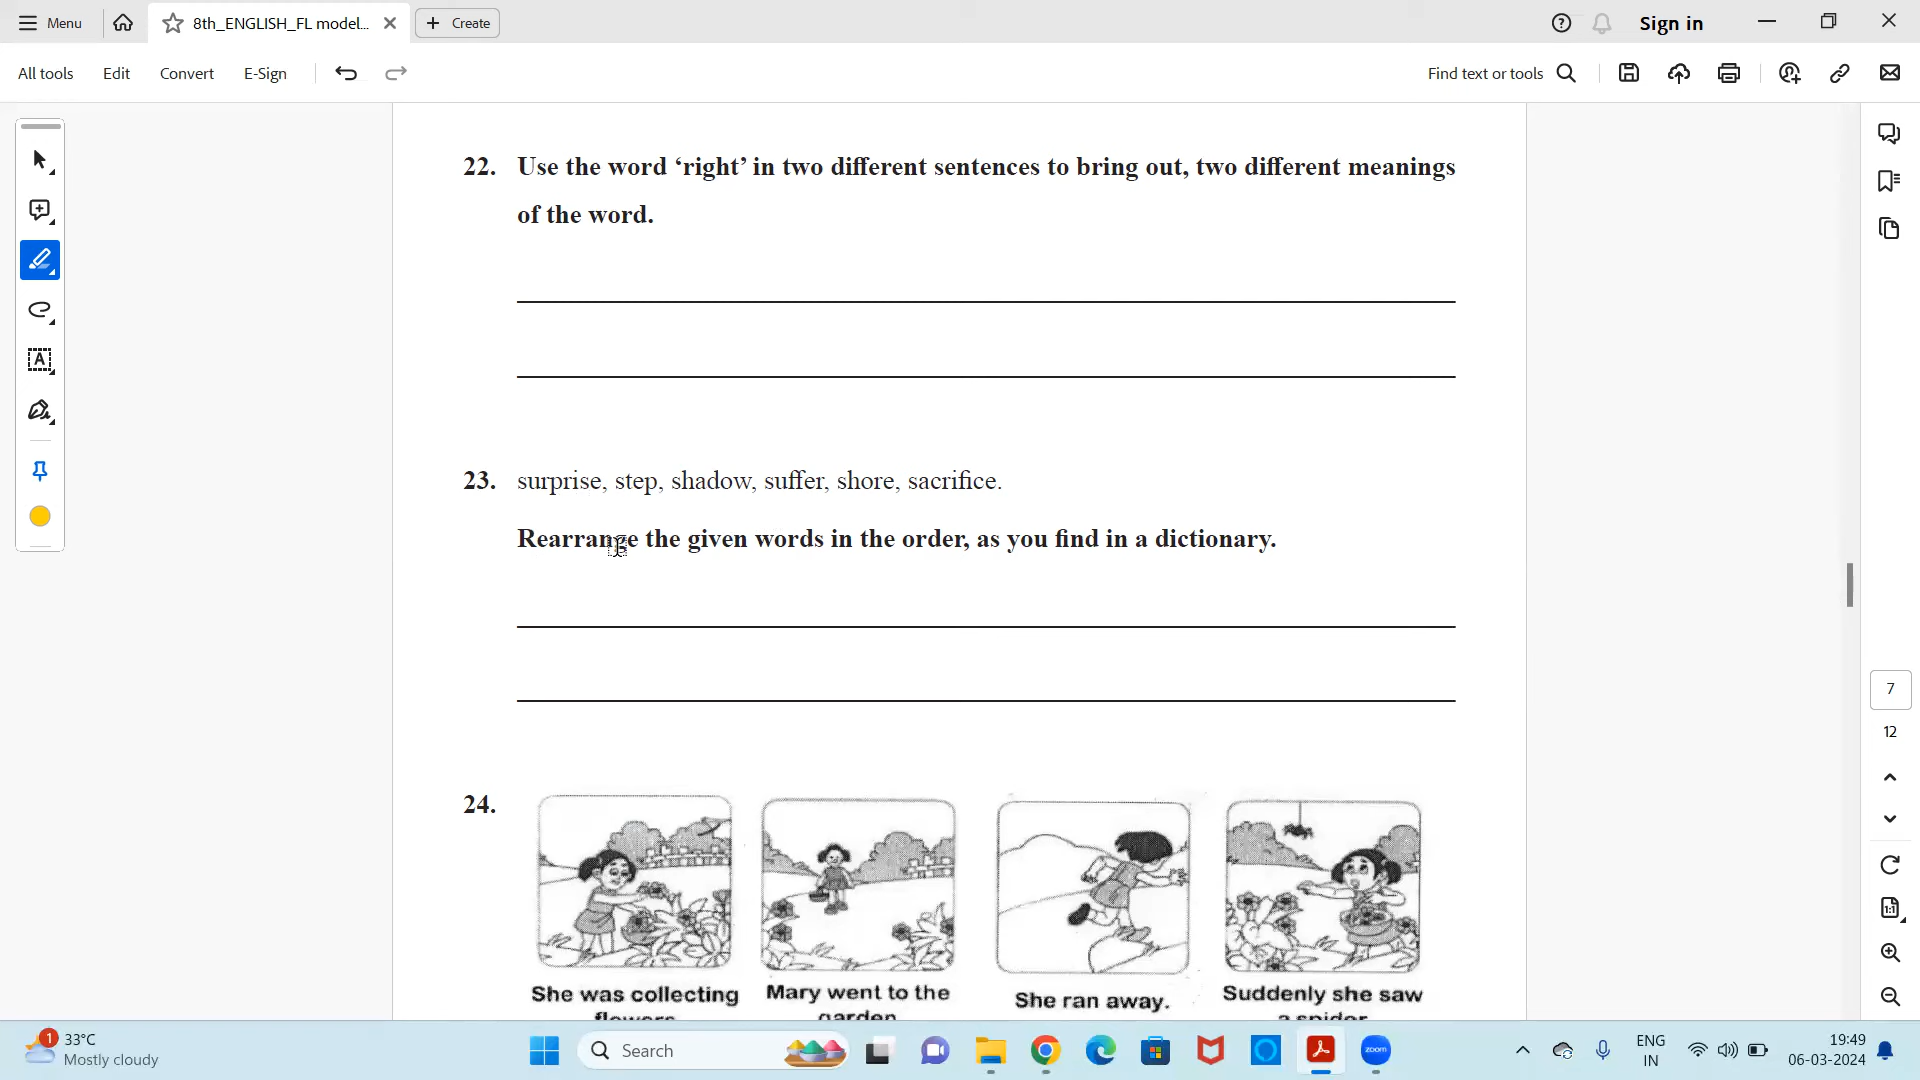 Menu
8th_ENGLISH_FL model...
Create
Sign in
All tools
Edit
Convert
E-Sign
Find text or tools
22. Use the word ‘right’ in two different sentences to bring out, two different meanings
of the word.
23. surprise, step, shadow, suffer, shore, sacrifice.
Rearrange the given words in the order, as you find in a dictionary.
24.
She was collecting
flowers
Mary went to the
garden
She ran away.
Suddenly she saw
a spider
7
12
1:1
1
33°C
Mostly cloudy
Search
zoom
ENG
IN
19:49
06-03-2024